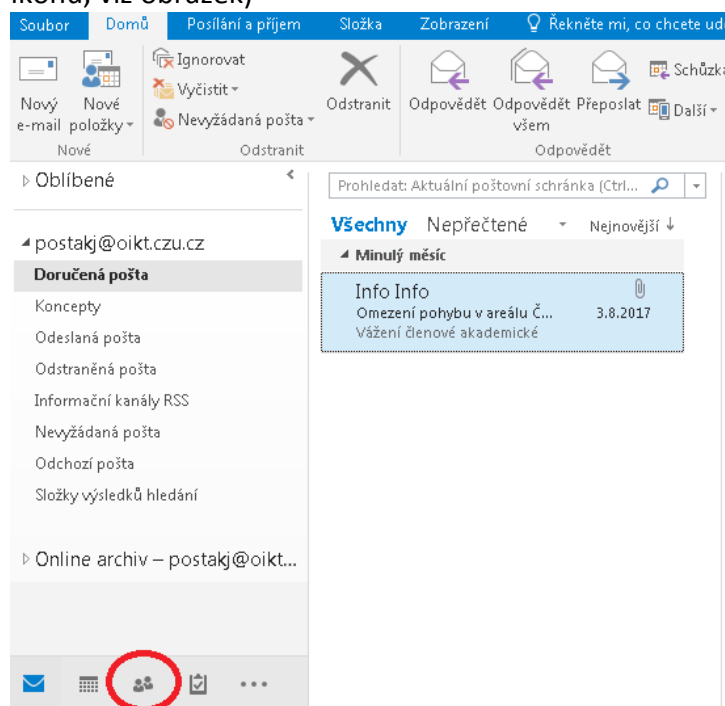 ikonu, viz obrázek)
Soubor Domů Posílání a příjem Složka Zobrazení Řekněte mi, co chcete ud
Nový e-mail
Nové položky
Ignorovat
Vyčistit
Nevyžádaná pošta
Odstranit
Odpovědět
Odpovědět všem
Přeposlat
Schůzka
Další
Nové Odstranit Odpovědět
Oblíbené
postakj@oikt.czu.cz
Doručená pošta
Koncepty
Odeslaná pošta
Odstraněná pošta
Informační kanály RSS
Nevyžádaná pošta
Odchozí pošta
Složky výsledků hledání
Online archiv – postakj@oikt...
Prohledat: Aktuální poštovní schránka (Ctrl...
Všechny Nepřečtené Nejnovější
Minulý měsíc
Info Info
Omezení pohybu v areálu Č... 3.8.2017
Vážení členové akademické